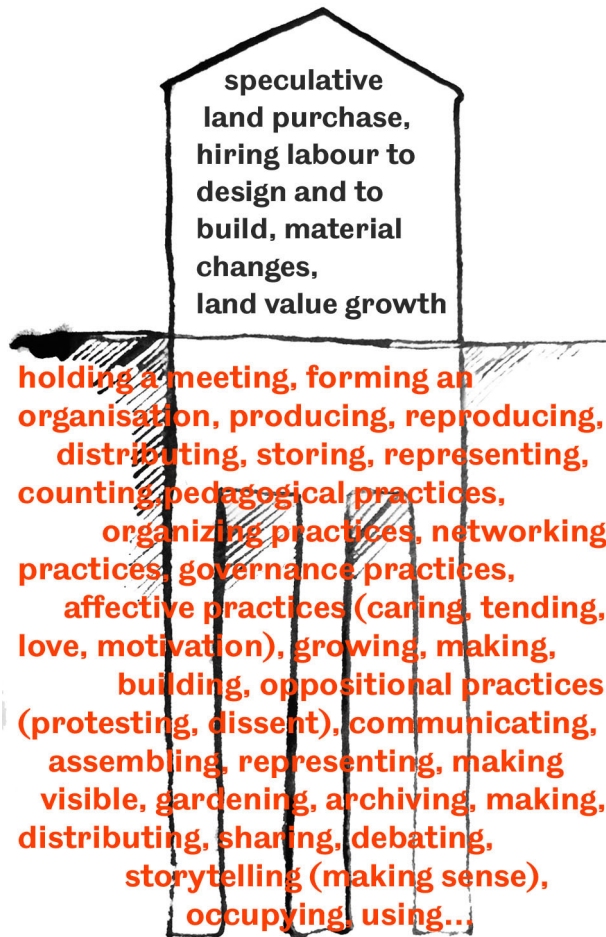 speculative
land purchase,
hiring labour to
design and to
build, material
changes,
land value growth
holding a meeting, forming an
organisation, producing, reproducing,
distributing, storing, representing,
counting,pedagogical practices,
organizing practices, networking
practices, governance practices,
affective practices (caring, tending,
love, motivation), growing, making,
building, oppositional practices
(protesting, dissent), communicating,
assembling, representing, making
visible, gardening, archiving, making,
distributing, sharing, debating,
storytelling (making sense),
occupying, using...